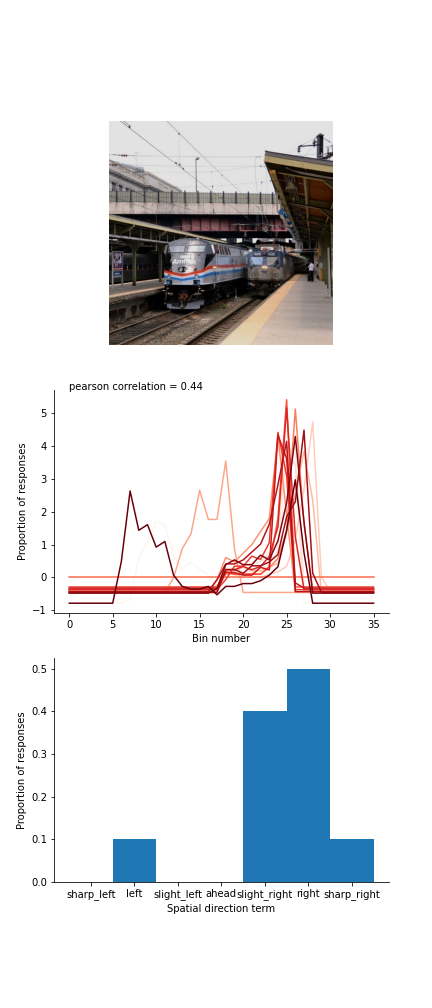 pearson correlation = 0.44
Proportion of responses
5
4
3
2
1
0
−1
0 5 10 15 20 25 30 35
Bin number
Proportion of responses
0.5
0.4
0.3
0.2
0.1
0.0
sharp_left left slight_left ahead slight_right right sharp_right
Spatial direction term